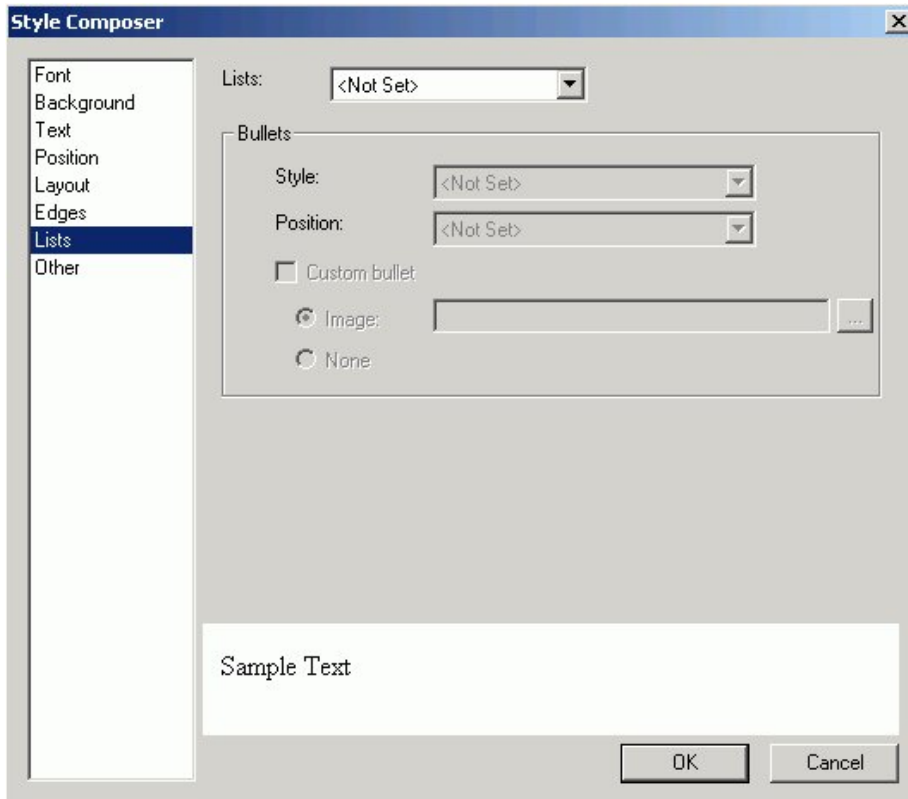 Style Composer
Font
Background
Text
Position
Layout
Edges
Lists
Other
Lists: <Not Set>
Bullets
Style: <Not Set>
Position: <Not Set>
Custom bullet
Image: ...
None
Sample Text
OK Cancel